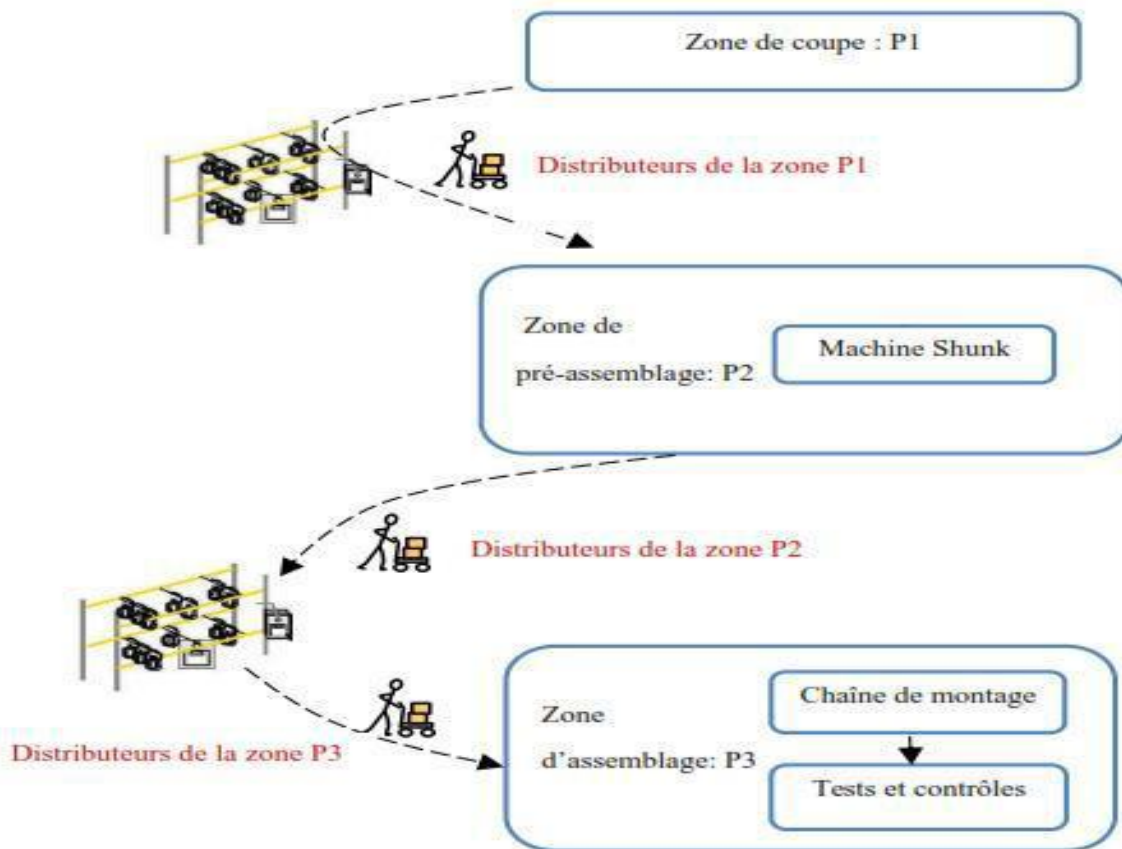 Zone de coupe : P1
Distributeurs de la zone P1
Zone de
pré-assemblage: P2
Machine Shunk
Distributeurs de la zone P2
Distributeurs de la zone P3
Zone
d'assemblage: P3
Chaîne de montage
Tests et contrôles